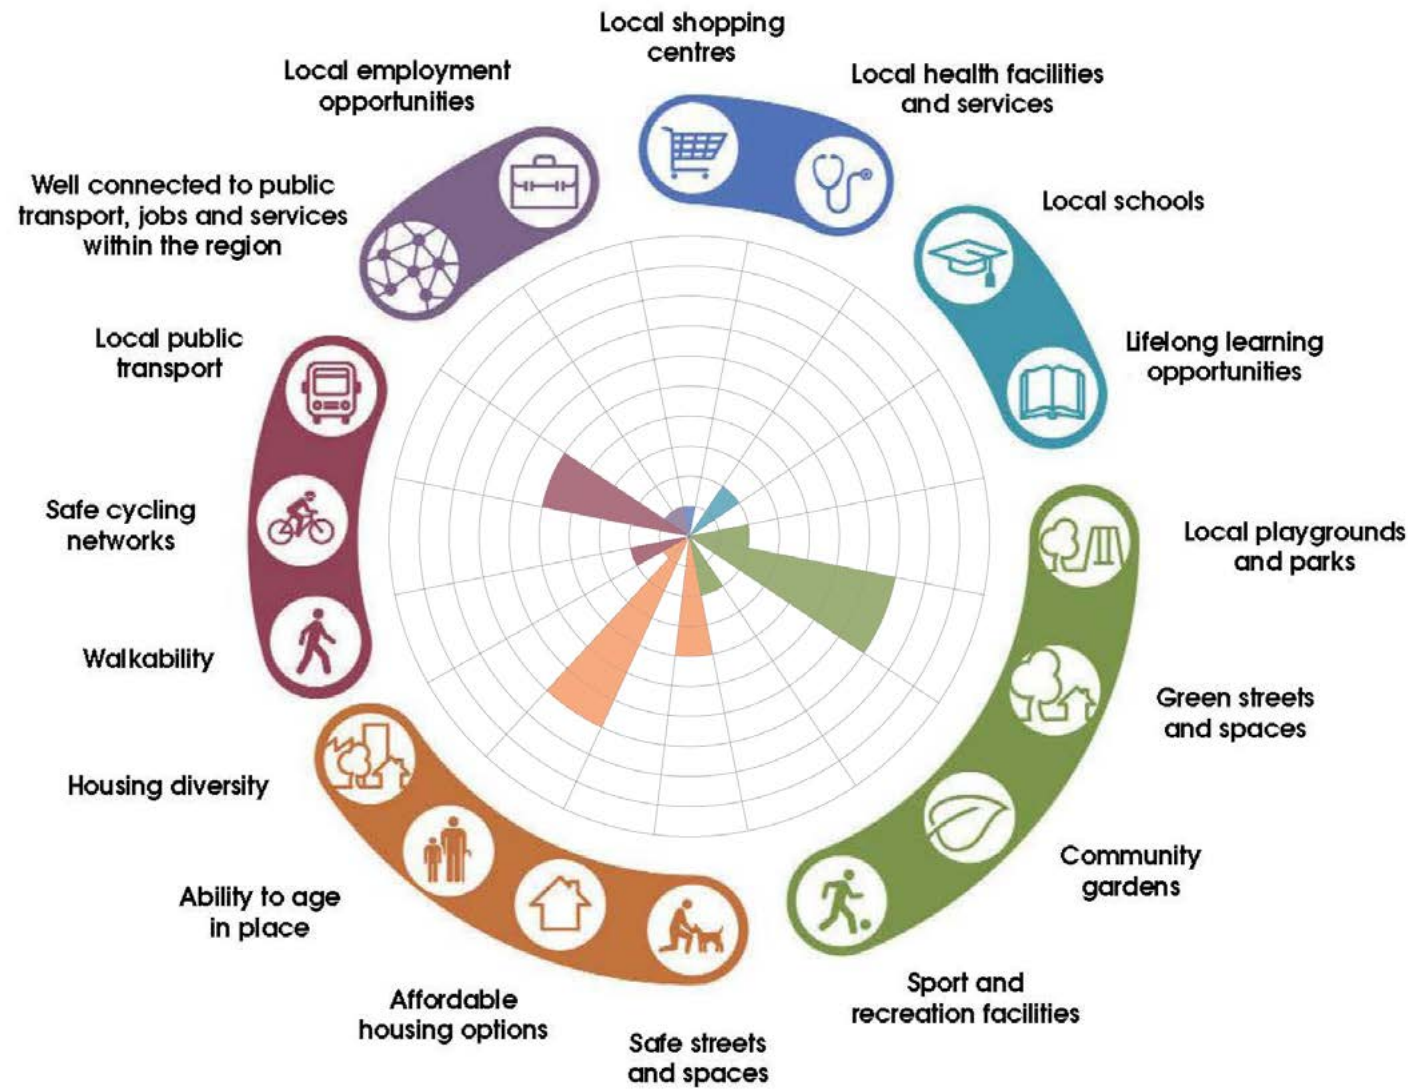 Local shopping
centres
Local health facilities
and services
Local schools
Lifelong learning
opportunities
Local playgrounds
and parks
Green streets
and spaces
Community
gardens
Sport and
recreation facilities
Safe streets
and spaces
Affordable
housing options
Ability to age
in place
Housing diversity
Walkability
Safe cycling
networks
Local public
transport
Well connected to public
transport, jobs and services
within the region
Local employment
opportunities